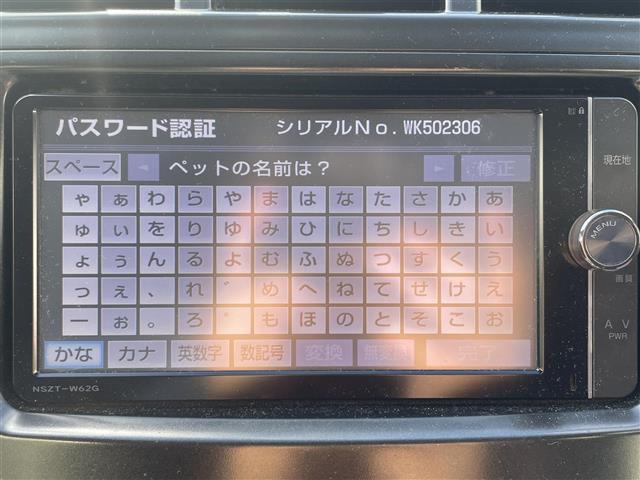 パスワード認証 シリアルNo. WK502306
スペース ◄ ペットの名前は? ► 修正
ゃ ぁ わ ら や ま は な た さ か あ
ゅ ぃ を り ゆ み ひ に ち し き い
ょ ぅ ん る よ む ふ ぬ つ す く う
っ ぇ 、 れ ゛ め へ ね て せ け え
ー ぉ 。 ろ ゜ も ほ の と そ こ お
かな カナ 英数字 数記号 変換 無変換 完了
NSZT-W62G
現在地
MENU
画質
AV
PWR